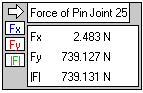 Force of Pin Joint 25
Fx Fx 2.483 N
Fy Fy 739.127 N
|F| |F| 739.131 N